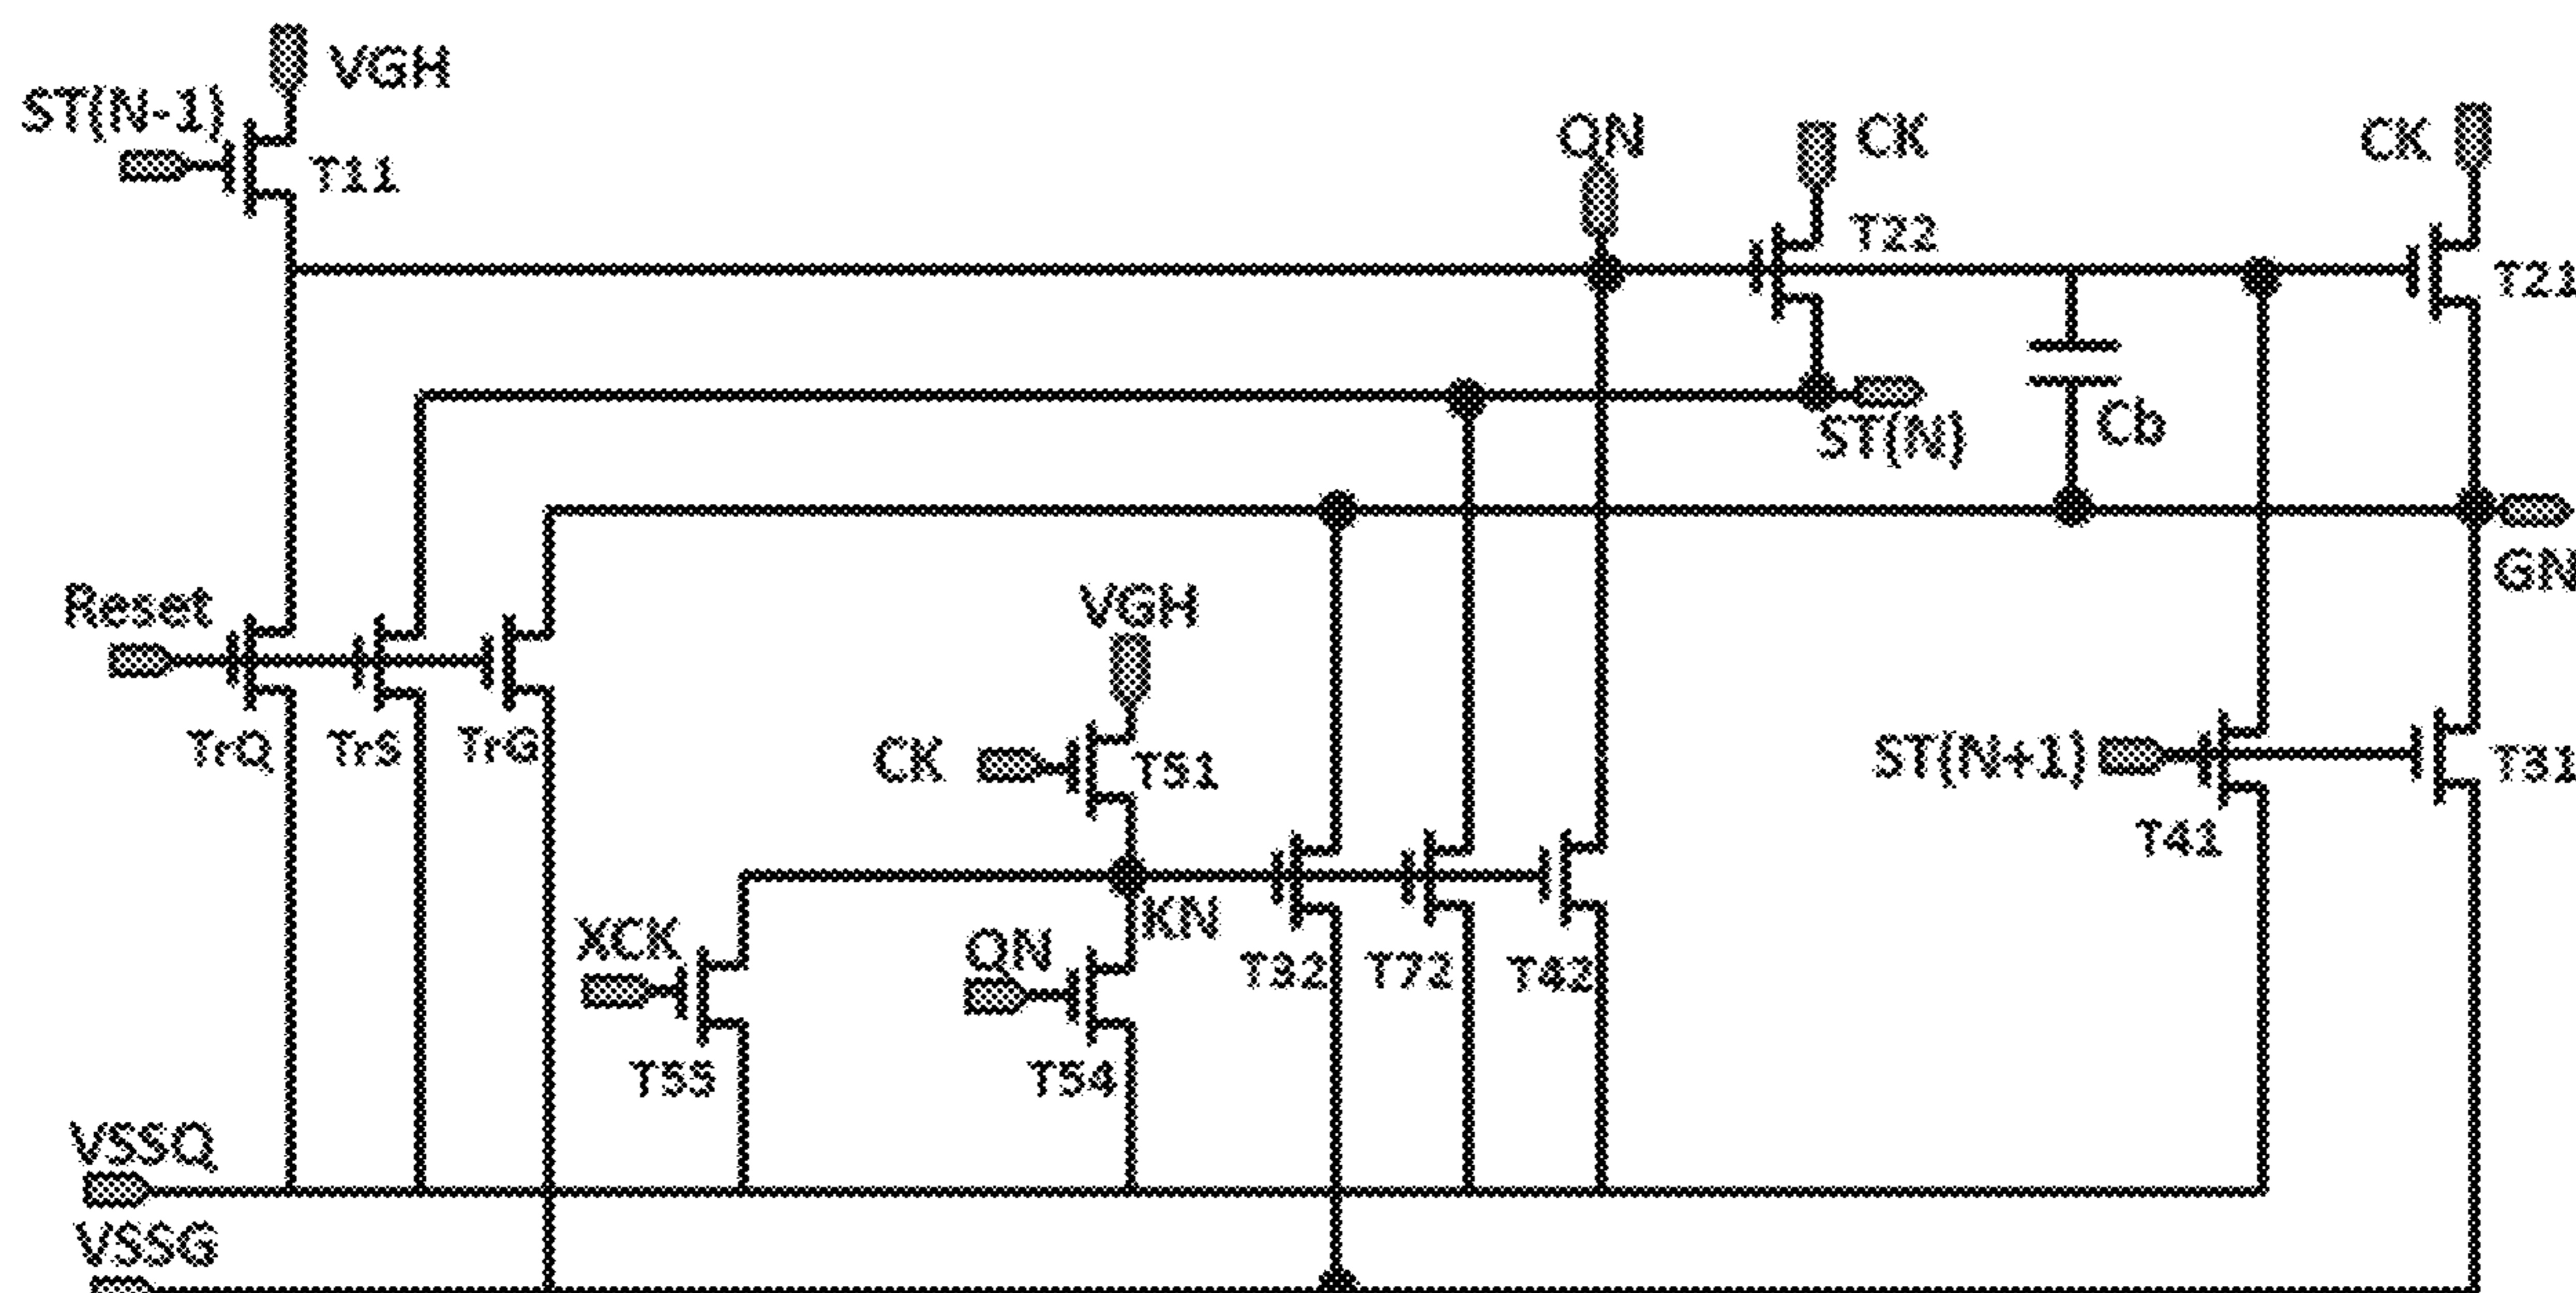 VGH
ST(N-1)
T11
QN
CK
T22
CK
T21
ST(N)
Cb
GN
Reset
TrQ
TrS
TrG
VGH
CK
T51
KN
XCK
QN
T55
T54
T32
T72
T42
ST(N+1)
T41
T31
VSSQ
VSSG